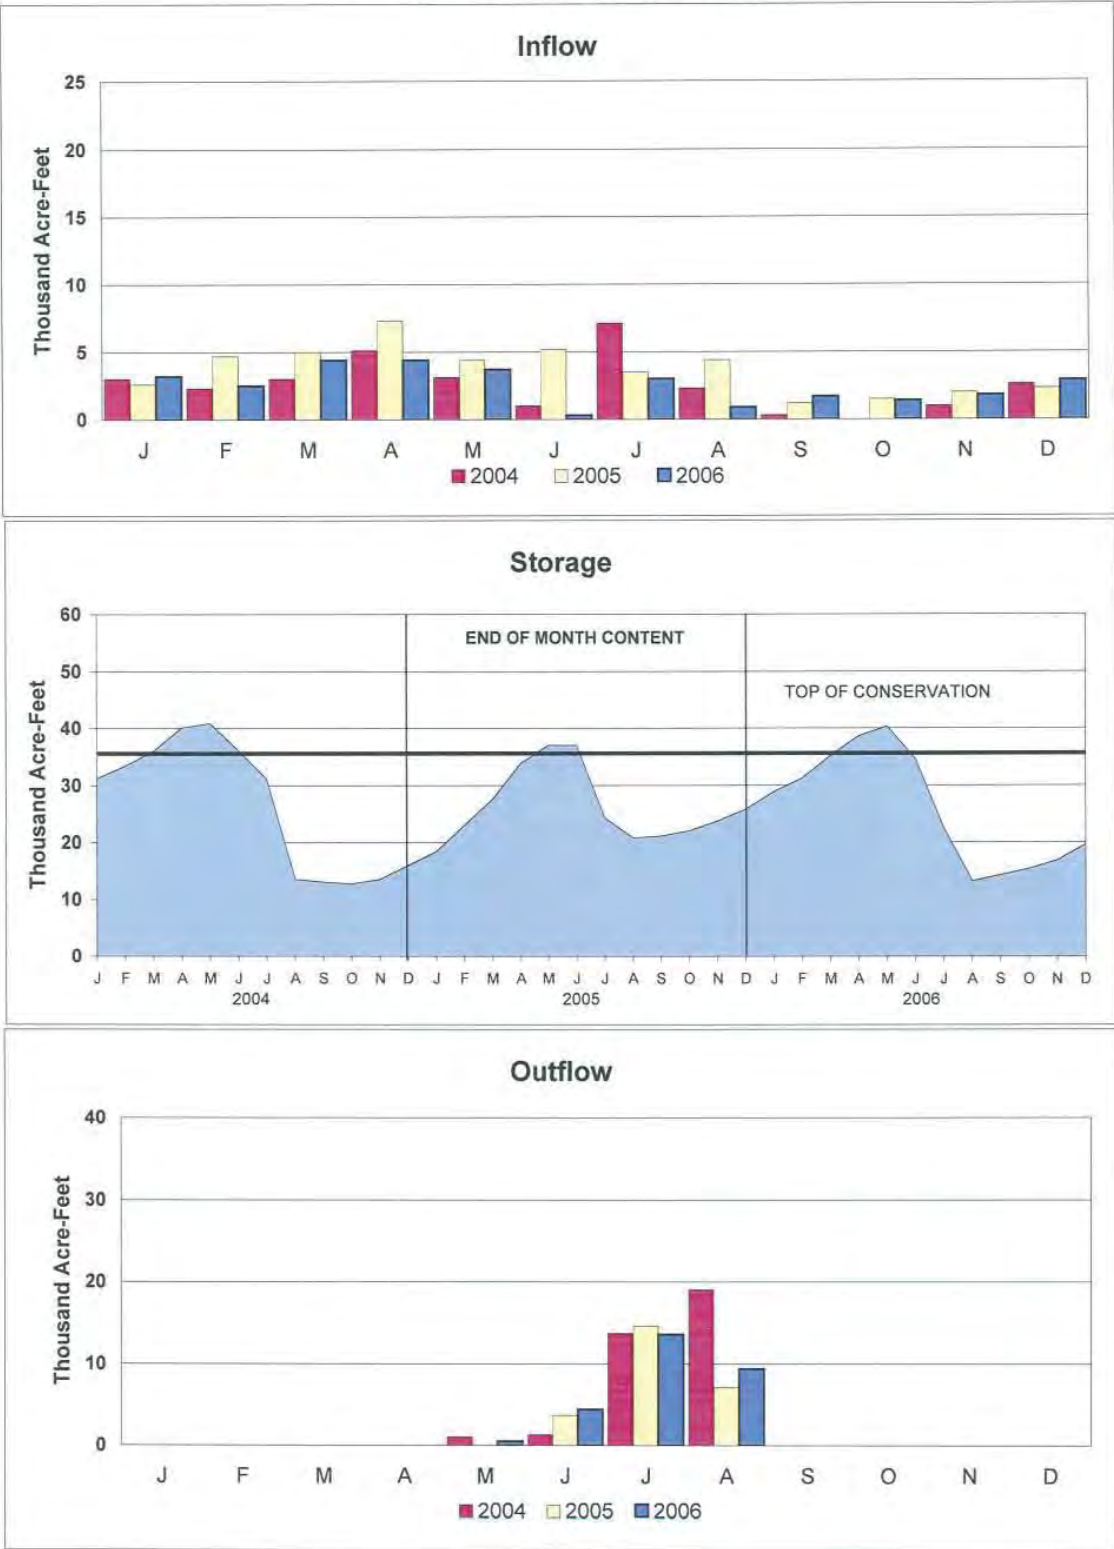 Inflow
Thousand Acre-Feet
25
20
15
10
5
0
J F M A M J J A S O N D
2004 2005 2006
Storage
Thousand Acre-Feet
60
50
40
30
20
10
0
END OF MONTH CONTENT
TOP OF CONSERVATION
J F M A M J J A S O N D J F M A M J J A S O N D J F M A M J J A S O N D
2004 2005 2006
Outflow
Thousand Acre-Feet
40
30
20
10
0
J F M A M J J A S O N D
2004 2005 2006